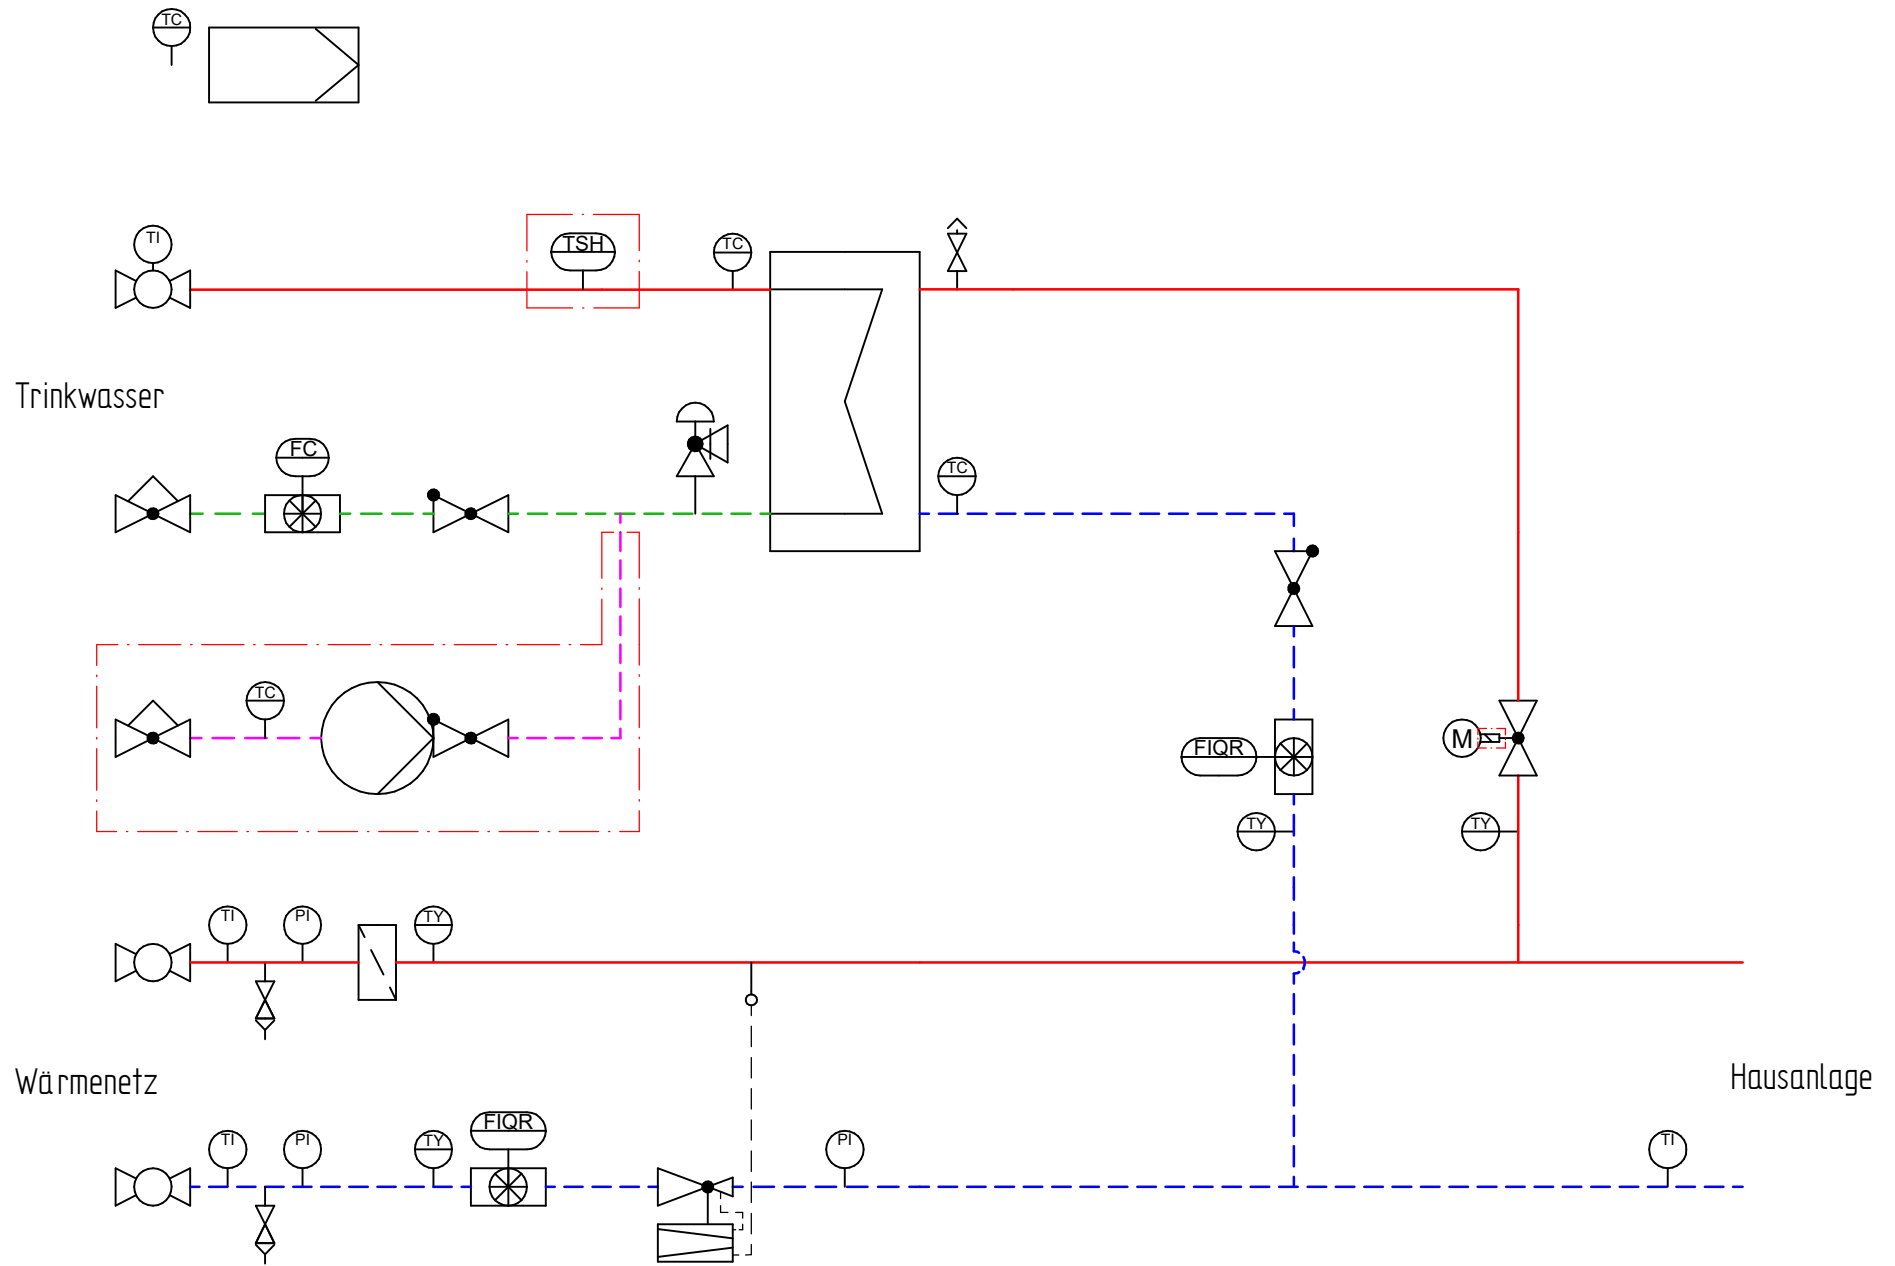 TC
TI
TSH
TC
Trinkwasser
FC
TC
TC
FIQR
M
TY
TY
TI
PI
TY
Wärmenetz
Hausanlage
FIQR
TI
PI
TY
PI
TI